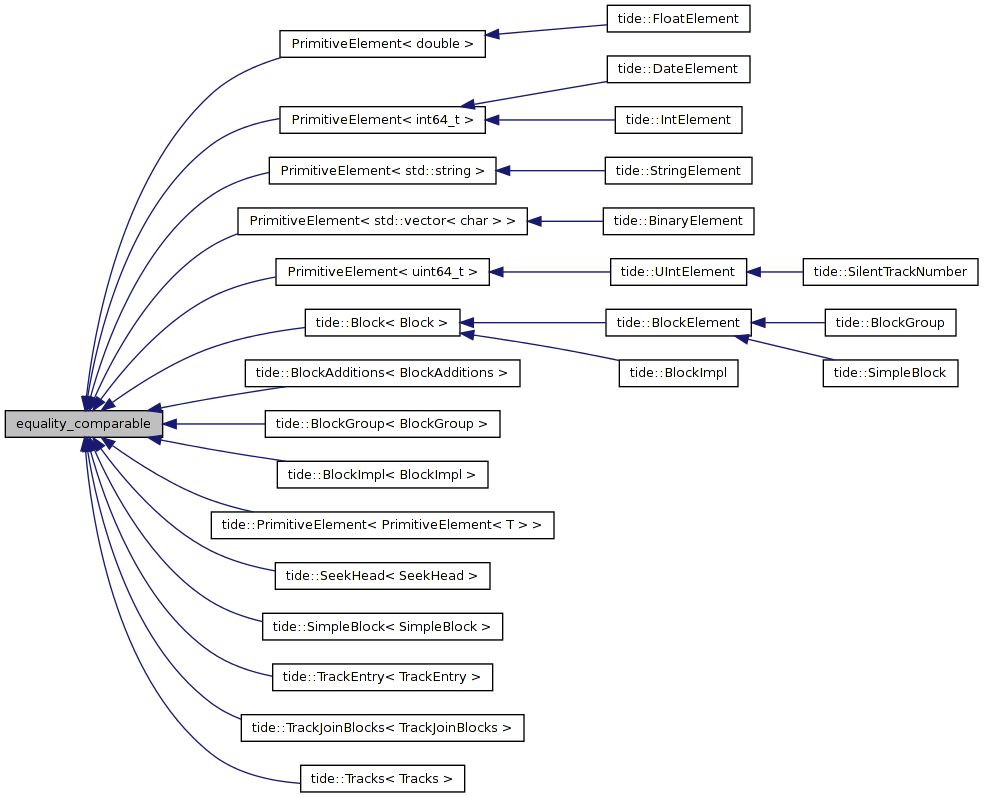 tide::FloatElement
PrimitiveElement< double >
tide::DateElement
PrimitiveElement< int64_t >
tide::IntElement
PrimitiveElement< std::string >
tide::StringElement
PrimitiveElement< std::vector< char > >
tide::BinaryElement
PrimitiveElement< uint64_t >
tide::UIntElement
tide::SilentTrackNumber
tide::Block< Block >
tide::BlockElement
tide::BlockGroup
tide::BlockImpl
tide::SimpleBlock
tide::BlockAdditions< BlockAdditions >
equality_comparable
tide::BlockGroup< BlockGroup >
tide::BlockImpl< BlockImpl >
tide::PrimitiveElement< PrimitiveElement< T > >
tide::SeekHead< SeekHead >
tide::SimpleBlock< SimpleBlock >
tide::TrackEntry< TrackEntry >
tide::TrackJoinBlocks< TrackJoinBlocks >
tide::Tracks< Tracks >